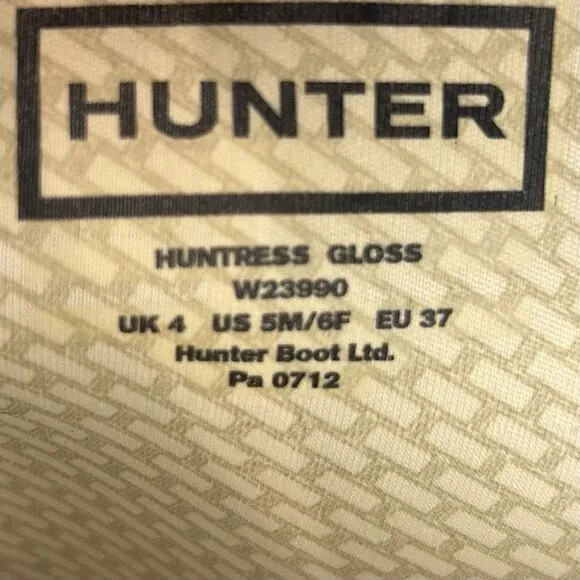 HUNTER
HUNTRESS GLOSS
W23990
UK 4 US 5M/6F EU 37
Hunter Boot Ltd.
Pa 0712